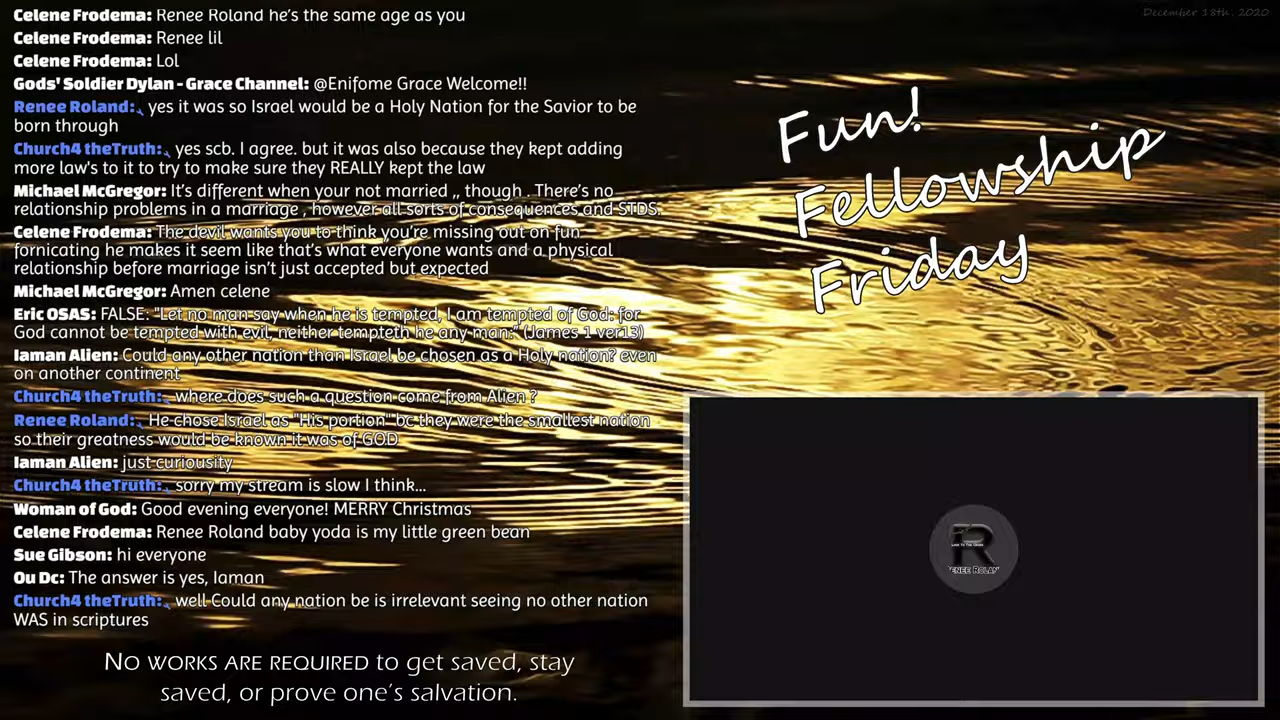 Celene Frodema: Renee Roland he's the same age as you
Celene Frodema: Renee lil
Celene Frodema: Lol
Gods' Soldier Dylan - Grace Channel: @Enifome Grace Welcome!!
Renee Roland: yes it was so Israel would be a Holy Nation for the Savior to be
born through
Church4 theTruth: yes scb. I agree. but it was also because they kept adding
more law's to it to try to make sure they REALLY kept the law
Michael McGregor: It's different when your not married ,, though . There's no
relationship problems in a marriage , however all sorts of consequences and STDS.
Celene Frodema: The devil wants you to think you're missing out on fun
fornicating he makes it seem like that's what everyone wants and a physical
relationship before marriage isn't just accepted but expected
Michael McGregor: Amen celene
Eric OSAS: FALSE: "Let no man say when he is tempted, I am tempted of God: for
God cannot be tempted with evil, neither tempteth he any man:" (James 1 ver13)
Iaman Alien: Could any other nation than Israel be chosen as a Holy nation? even
on another continent
Church4 theTruth: where does such a question come from Alien ?
Renee Roland: He chose Israel as "His portion" bc they were the smallest nation
so their greatness would be known it was of GOD
Iaman Alien: just curiousity
Church4 theTruth: sorry my stream is slow I think...
Woman of God: Good evening everyone! MERRY Christmas
Celene Frodema: Renee Roland baby yoda is my little green bean
Sue Gibson: hi everyone
Ou Dc: The answer is yes, Iaman
Church4 theTruth: well Could any nation be is irrelevant seeing no other nation
WAS in scriptures
NO WORKS ARE REQUIRED to get saved, stay
saved, or prove one's salvation.
December 18th, 2020
Fun!
Fellowship
Friday
R